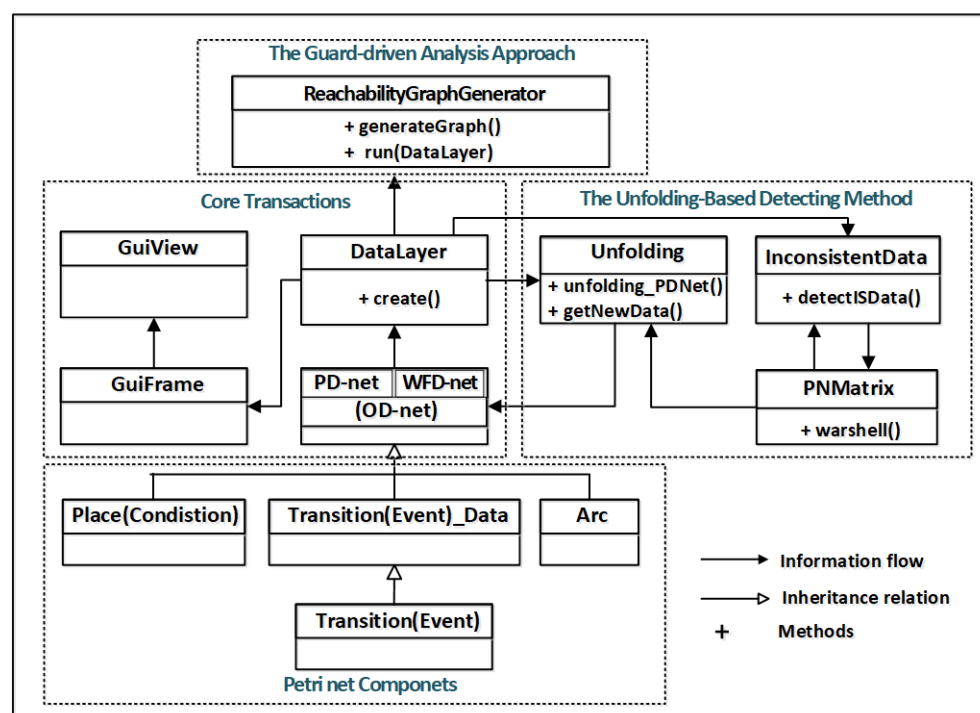 The Guard-driven Analysis Approach
ReachabilityGraphGenerator
+ generateGraph()
+ run(DataLayer)
Core Transactions
GuiView
DataLayer
+ create()
GuiFrame
PD-net
WFD-net
(OD-net)
The Unfolding-Based Detecting Method
Unfolding
+ unfolding_PDNet()
+ getNewData()
InconsistentData
+ detectISData()
PNMatrix
+ warshell()
Place(Condistion)
Transition(Event)_Data
Arc
Transition(Event)
Petri net Componets
Information flow
Inheritance relation
+ Methods